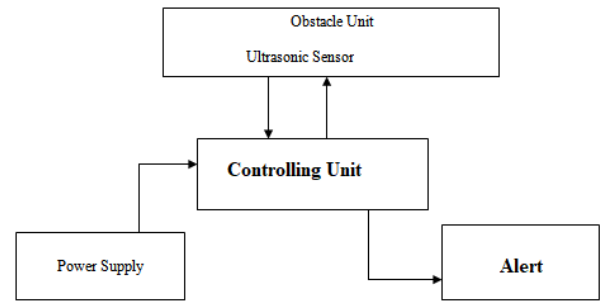 Obstacle Unit
Ultrasonic Sensor
Controlling Unit
Power Supply
Alert